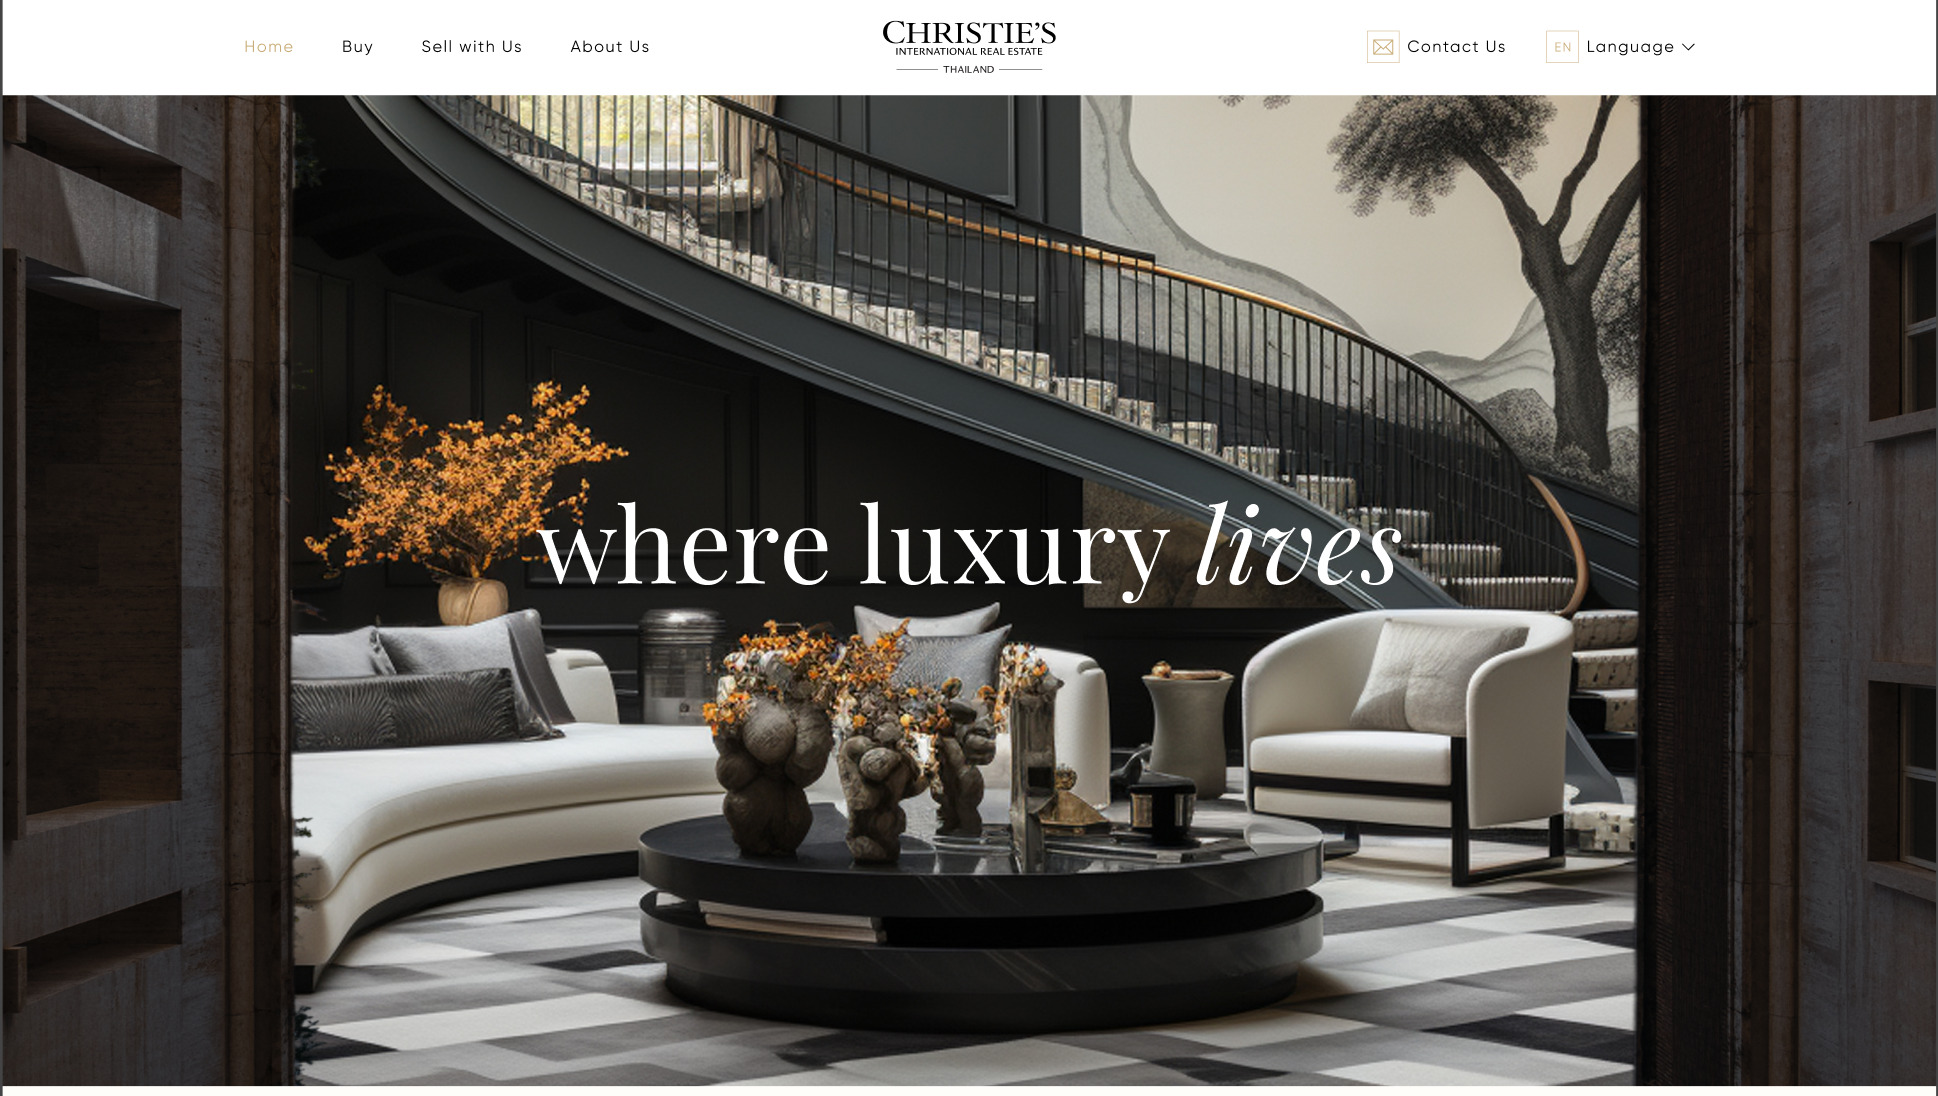 Home Buy Sell with Us About Us
CHRISTIE'S
INTERNATIONAL REAL ESTATE
THAILAND
Contact Us EN Language
where luxury lives